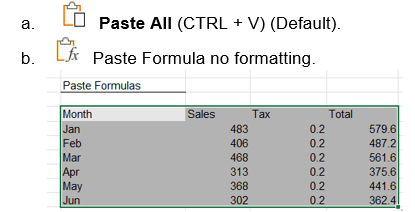 a. Paste All (CTRL + V) (Default).
b. fx Paste Formula no formatting.
Paste Formulas
Month Sales Tax Total
Jan 483 0.2 579.6
Feb 406 0.2 487.2
Mar 468 0.2 561.6
Apr 313 0.2 375.6
May 368 0.2 441.6
Jun 302 0.2 362.4